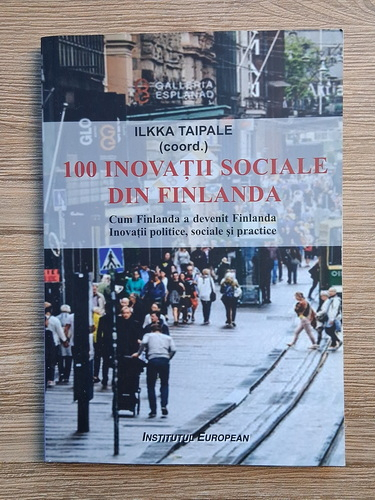 GALLERIA
ESPLANAD
GLO
ILKKA TAIPALE
(coord.)
100 INOVAȚII SOCIALE
DIN FINLANDA
Cum Finlanda a devenit Finlanda
Inovații politice, sociale și practice
INSTITUTUL EUROPEAN